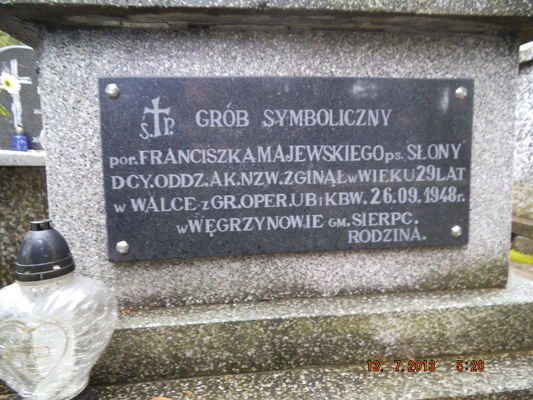 Ś.†P. GRÓB SYMBOLICZNY
por. FRANCISZKA MAJEWSKIEGO ps. SŁONY
DCY. ODDZ. AK. NZW. ZGINĄŁ w WIEKU 29 LAT
w WALCE z GR. OPER. UB i KBW. 26.09. 1948 r.
w WĘGRZYNOWIE GM. SIERPC.
RODZINA.
13. 7. 2013 5:20